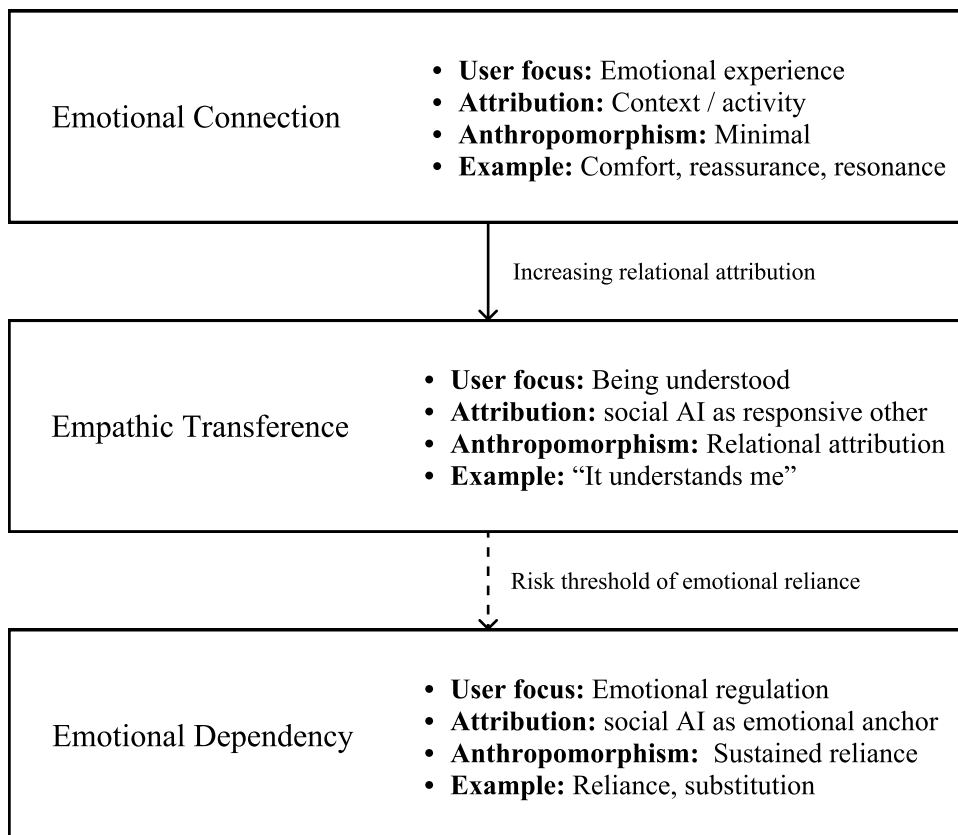 Emotional Connection
• User focus: Emotional experience
• Attribution: Context / activity
• Anthropomorphism: Minimal
• Example: Comfort, reassurance, resonance
Increasing relational attribution
Empathic Transference
• User focus: Being understood
• Attribution: social AI as responsive other
• Anthropomorphism: Relational attribution
• Example: “It understands me”
Risk threshold of emotional reliance
Emotional Dependency
• User focus: Emotional regulation
• Attribution: social AI as emotional anchor
• Anthropomorphism:  Sustained reliance
• Example: Reliance, substitution